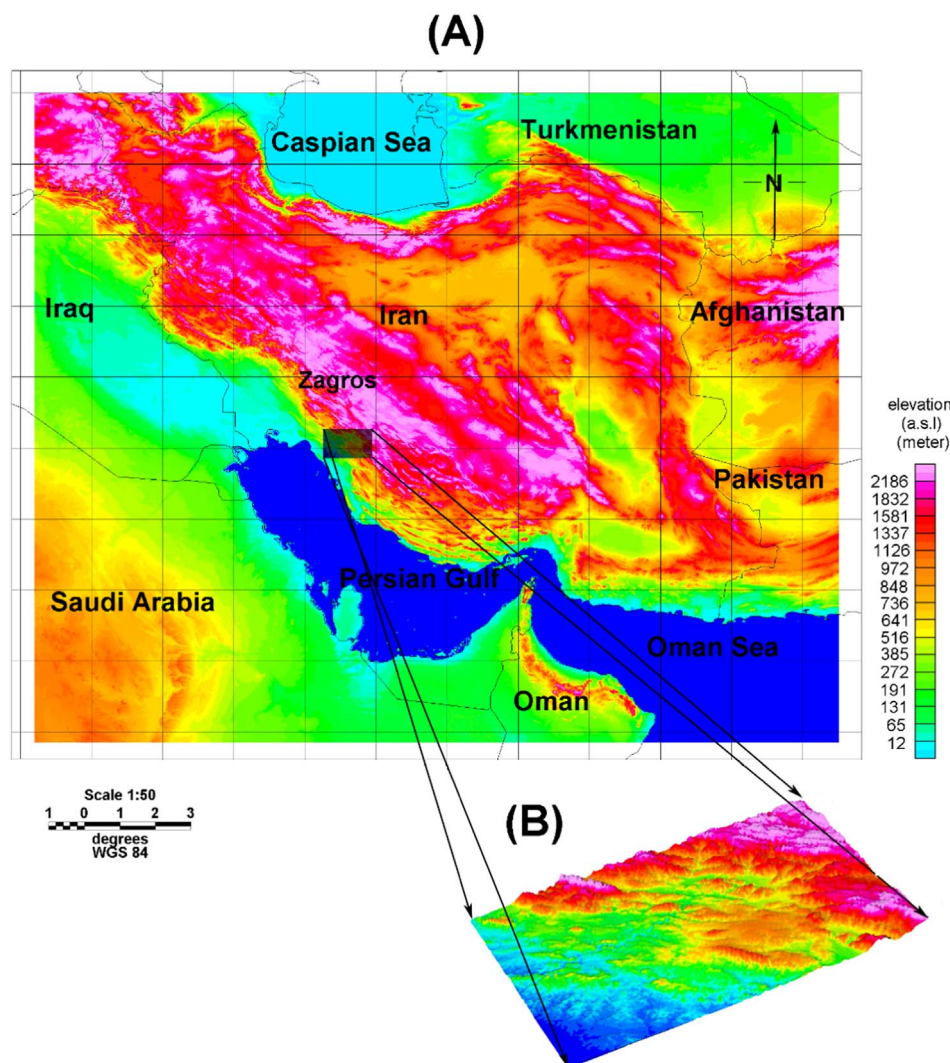 (A)
Caspian Sea
Turkmenistan
N
Iraq
Iran
Afghanistan
Zagros
elevation
(a.s.l)
(meter)
Pakistan
2186
1832
1581
1337
1126
972
848
736
641
516
385
272
191
131
65
12
Persian Gulf
Saudi Arabia
Oman Sea
Oman
Scale 1:50
1 0 1 2 3
degrees
WGS 84
(B)